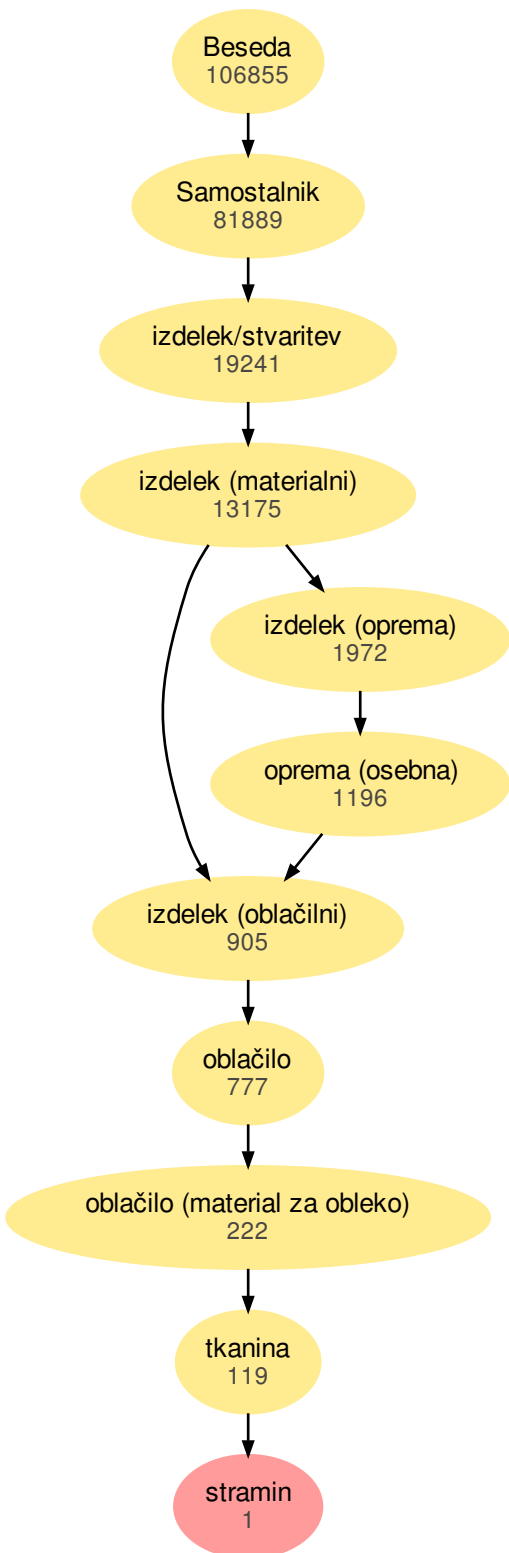 Beseda
106855
Samostalnik
81889
izdelek/stvaritev
19241
izdelek (materialni)
13175
izdelek (oprema)
1972
oprema (osebna)
1196
izdelek (oblačilni)
905
oblačilo
777
oblačilo (material za obleko)
222
tkanina
119
stramin
1